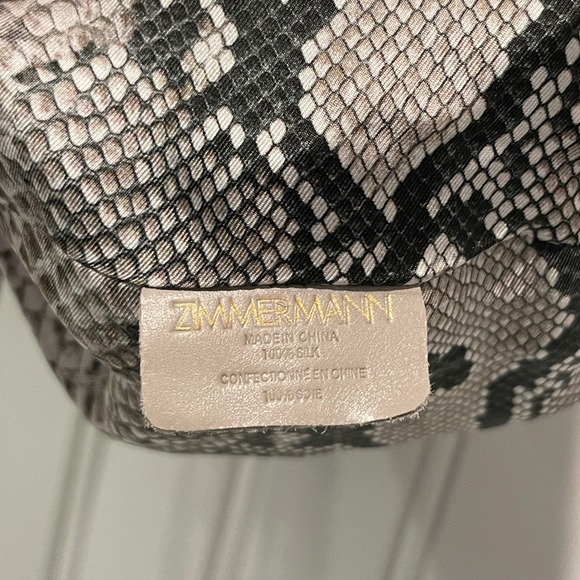 ZIMMERMANN
MADE IN CHINA
100% SILK
CONFECTIONNÉ EN CHINE
100% SOIE